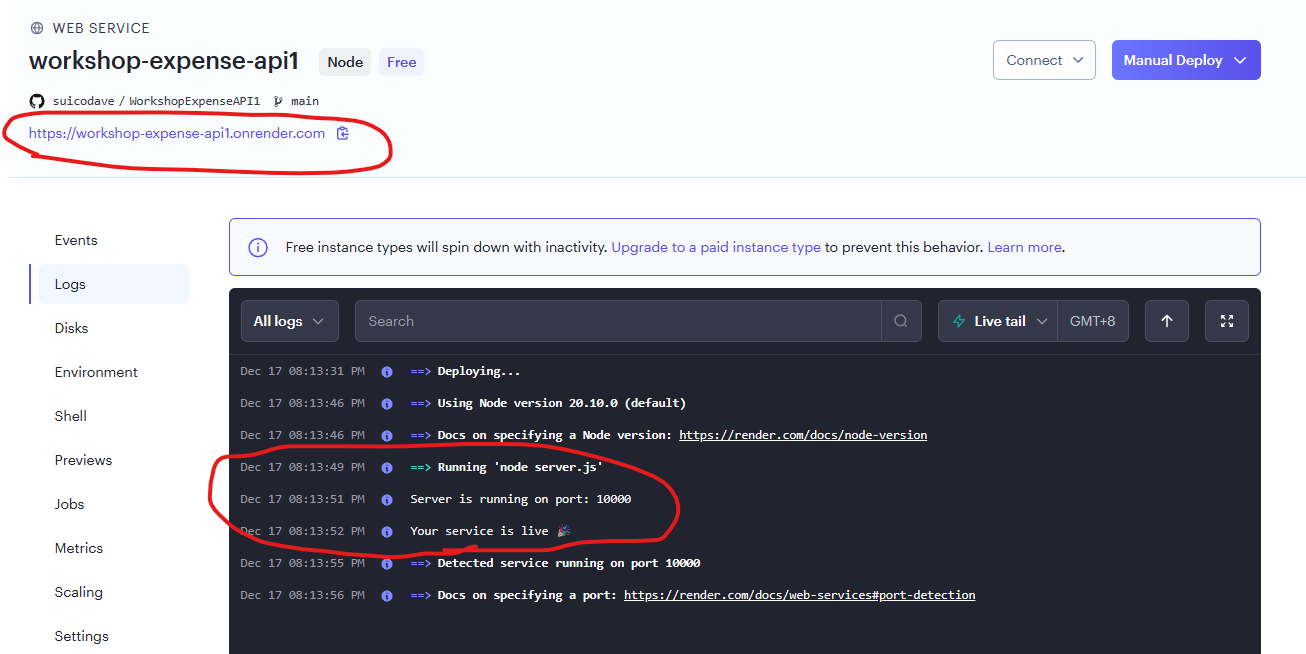 WEB SERVICE
workshop-expense-api1 Node Free
Connect Manual Deploy
suicodave / WorkshopExpenseAPI1 main
https://workshop-expense-api1.onrender.com
Events
Logs
Disks
Environment
Shell
Previews
Jobs
Metrics
Scaling
Settings
Free instance types will spin down with inactivity. Upgrade to a paid instance type to prevent this behavior. Learn more.
All logs Search Live tail GMT+8
Dec 17 08:13:31 PM ==> Deploying...
Dec 17 08:13:46 PM ==> Using Node version 20.10.0 (default)
Dec 17 08:13:46 PM ==> Docs on specifying a Node version: https://render.com/docs/node-version
Dec 17 08:13:49 PM ==> Running 'node server.js'
Dec 17 08:13:51 PM Server is running on port: 10000
Dec 17 08:13:52 PM Your service is live 🎉
Dec 17 08:13:55 PM ==> Detected service running on port 10000
Dec 17 08:13:56 PM ==> Docs on specifying a port: https://render.com/docs/web-services#port-detection